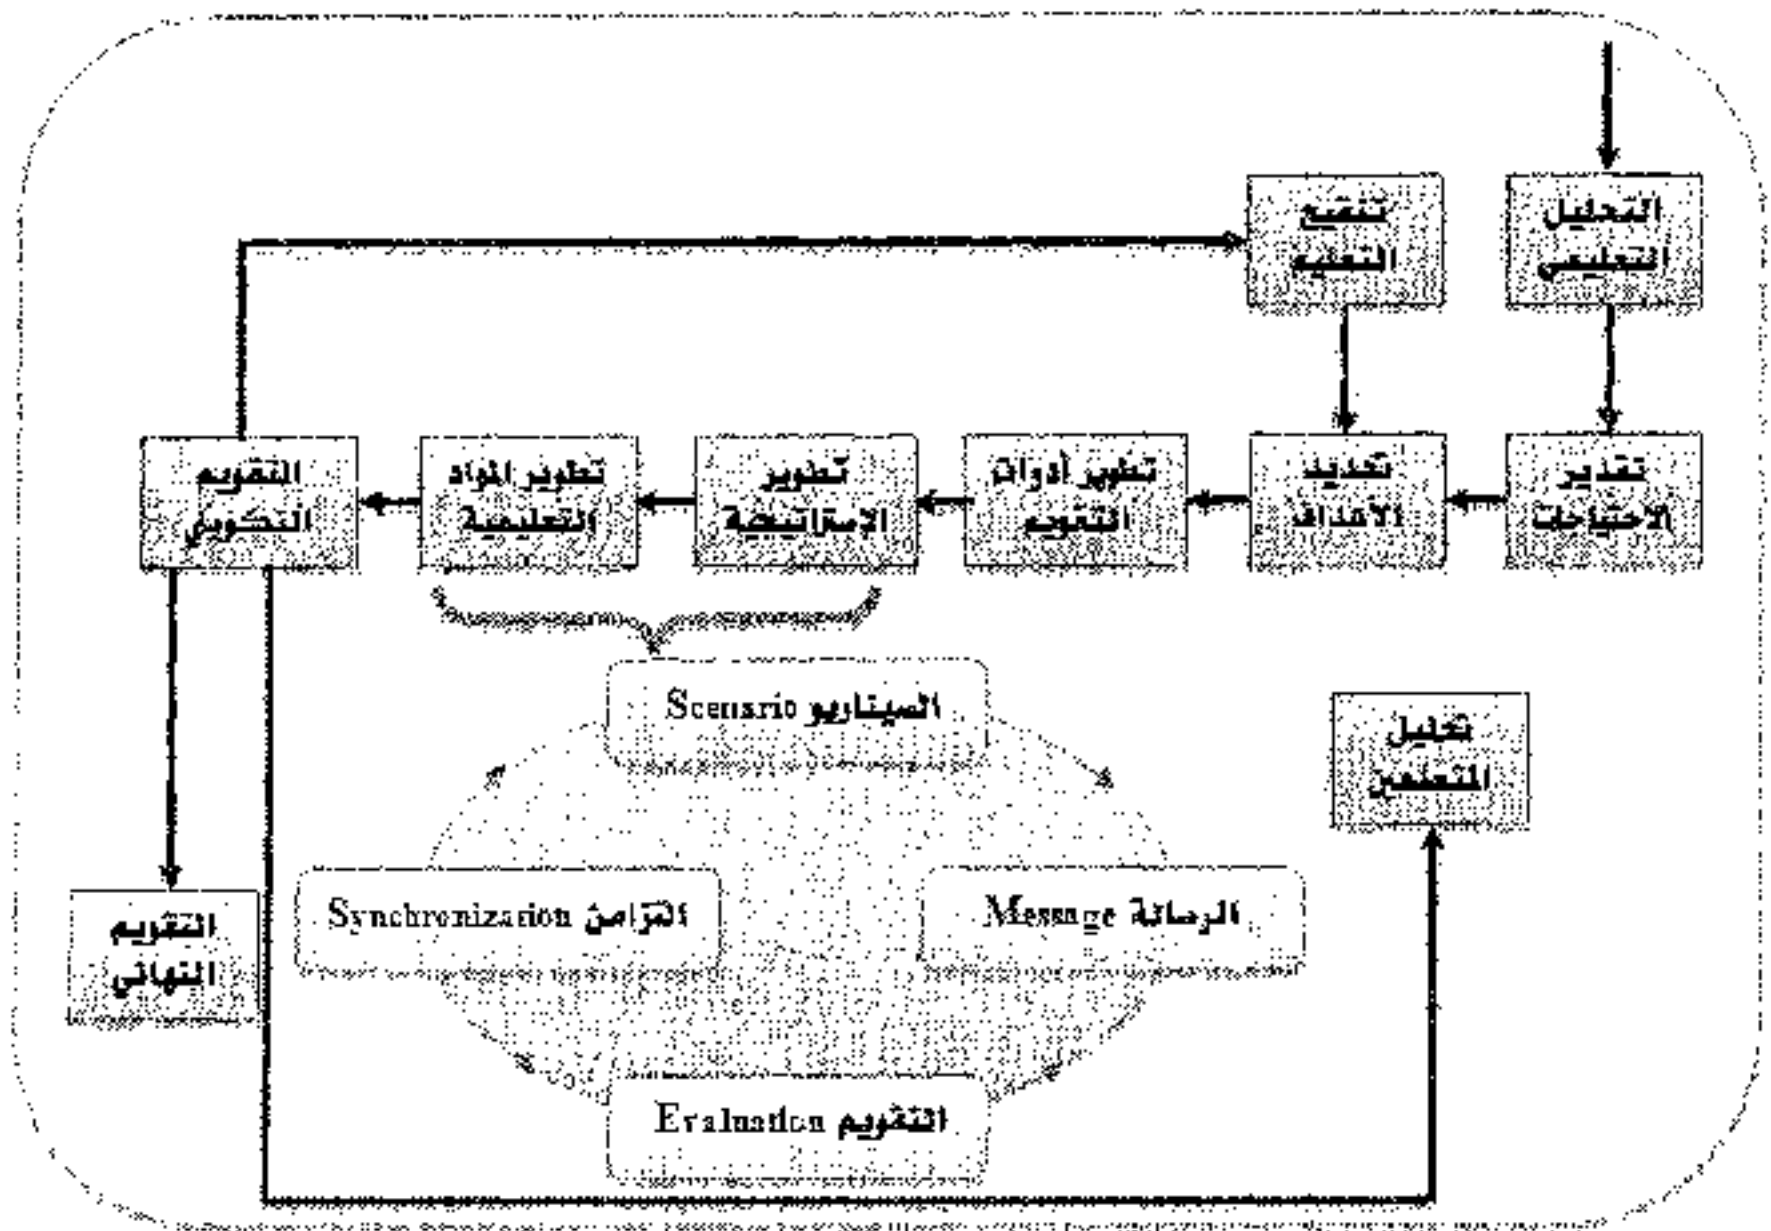 التحليل
التعليمي
تنقيح
التعليم
تقدير
الاحتياجات
تحديد
الأهداف
تطوير أدوات
التقويم
تطوير
الإستراتيجية
تطوير المواد
التعليمية
التقويم
التكويني
السيناريو Scenario
تحليل
المتعلمين
الرسالة Message
التزامن Synchronization
التقويم
النهائي
التقويم Evaluation